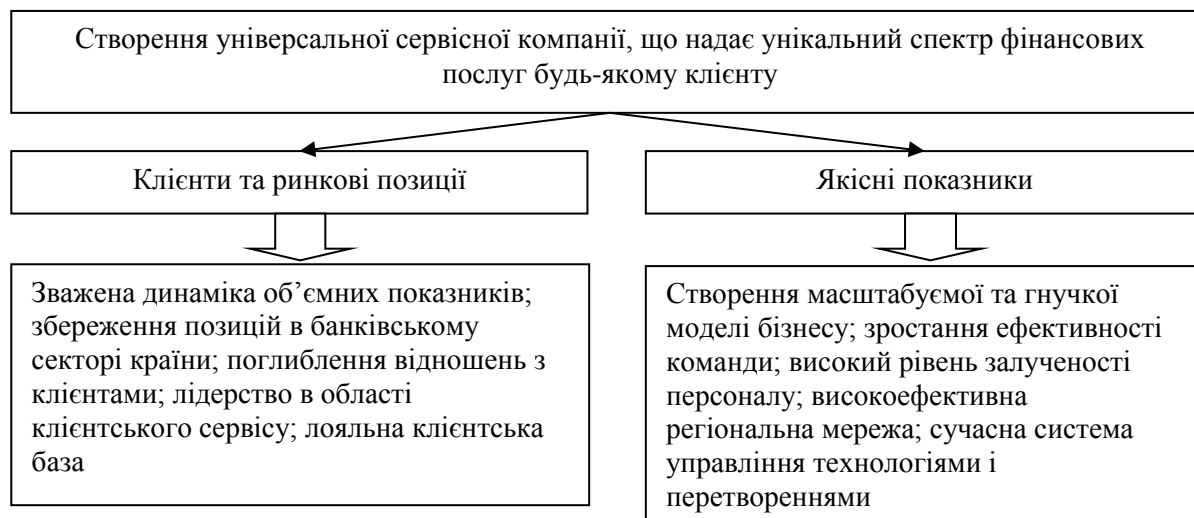 Створення універсальної сервісної компанії, що надає унікальний спектр фінансових
послуг будь-якому клієнту
Клієнти та ринкові позиції
Якісні показники
Зважена динаміка об’ємних показників;
збереження позицій в банківському
секторі країни; поглиблення відношень з
клієнтами; лідерство в області
клієнтського сервісу; лояльна клієнтська
база
Створення масштабуємої та гнучкої
моделі бізнесу; зростання ефективності
команди; високий рівень залученості
персоналу; високоефективна
регіональна мережа; сучасна система
управління технологіями і
перетвореннями